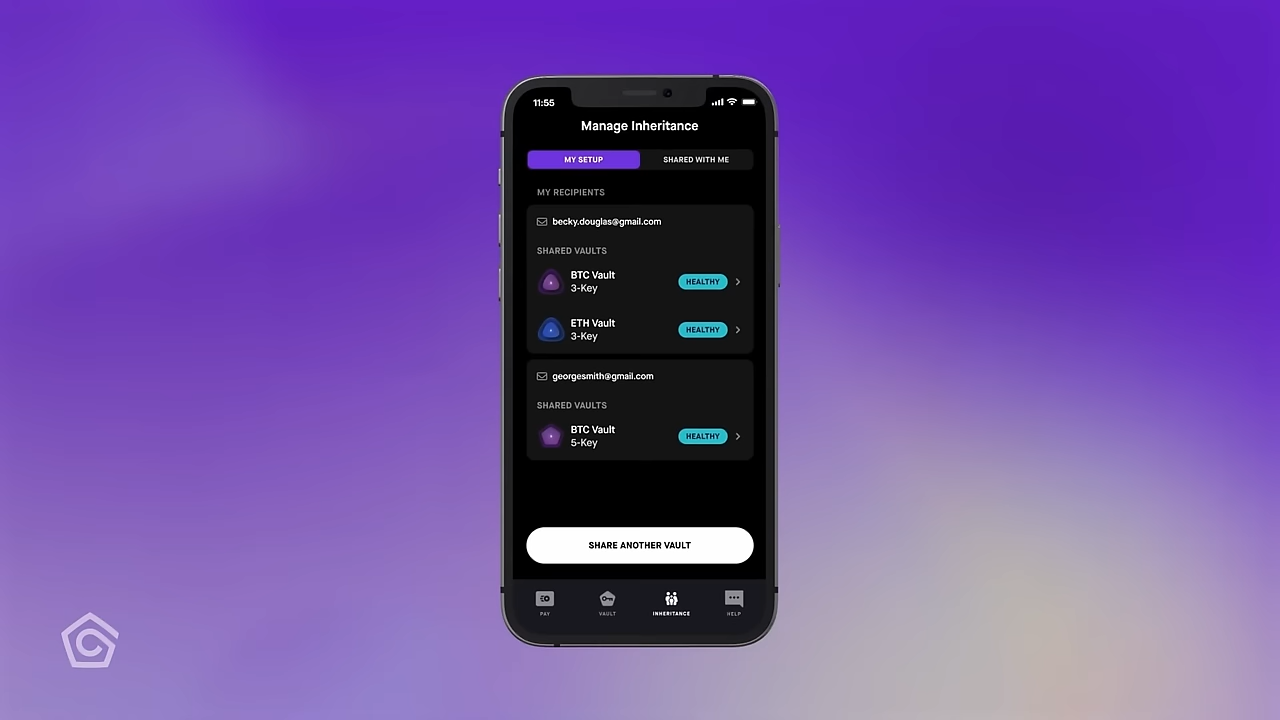 11:55
Manage Inheritance
MY SETUP
SHARED WITH ME
MY RECIPIENTS
becky.douglas@gmail.com
SHARED VAULTS
BTC Vault
3-Key
HEALTHY
ETH Vault
3-Key
HEALTHY
georgesmith@gmail.com
SHARED VAULTS
BTC Vault
5-Key
HEALTHY
SHARE ANOTHER VAULT
PAY
VAULT
INHERITANCE
HELP